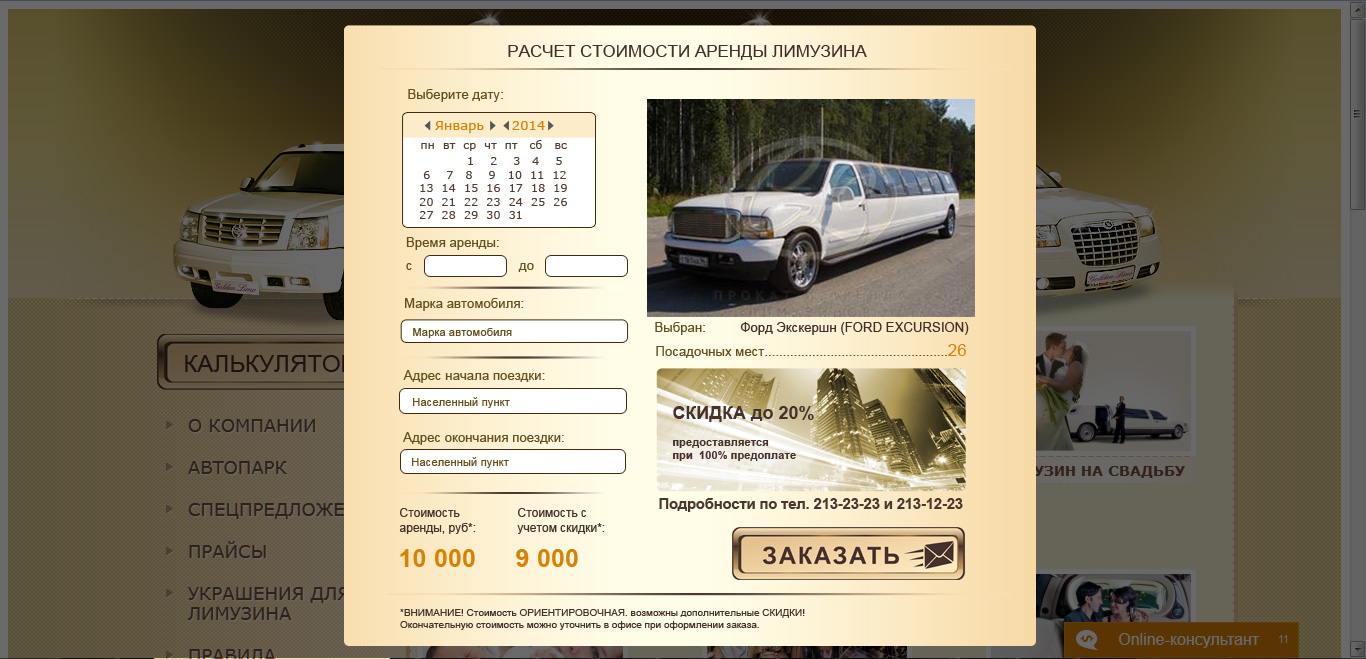 РАСЧЕТ СТОИМОСТИ АРЕНДЫ ЛИМУЗИНА
Выберите дату:
Январь 2014
пн вт ср чт пт сб вс
1 2 3 4 5
6 7 8 9 10 11 12
13 14 15 16 17 18 19
20 21 22 23 24 25 26
27 28 29 30 31
Время аренды:
с до
Марка автомобиля:
Марка автомобиля
Адрес начала поездки:
Населенный пункт
Адрес окончания поездки:
Населенный пункт
Стоимость
аренды, руб*:
10 000
Стоимость с
учетом скидки*:
9 000
Выбран: Форд Экскершн (FORD EXCURSION)
Посадочных мест..................................................26
СКИДКА до 20%
предоставляется
при 100% предоплате
Подробности по тел. 213-23-23 и 213-12-23
ЗАКАЗАТЬ
*ВНИМАНИЕ! Стоимость ОРИЕНТИРОВОЧНАЯ. возможны дополнительные СКИДКИ!
Окончательную стоимость можно уточнить в офисе при оформлении заказа.
Golden Limo
Golden Limo
КАЛЬКУЛЯТО
О КОМПАНИИ
АВТОПАРК
СПЕЦПРЕДЛОЖЕ
ПРАЙСЫ
УКРАШЕНИЯ ДЛЯ
ЛИМУЗИНА
ПРАВИЛА
УЗИН НА СВАДЬБУ
Online-консультант 11